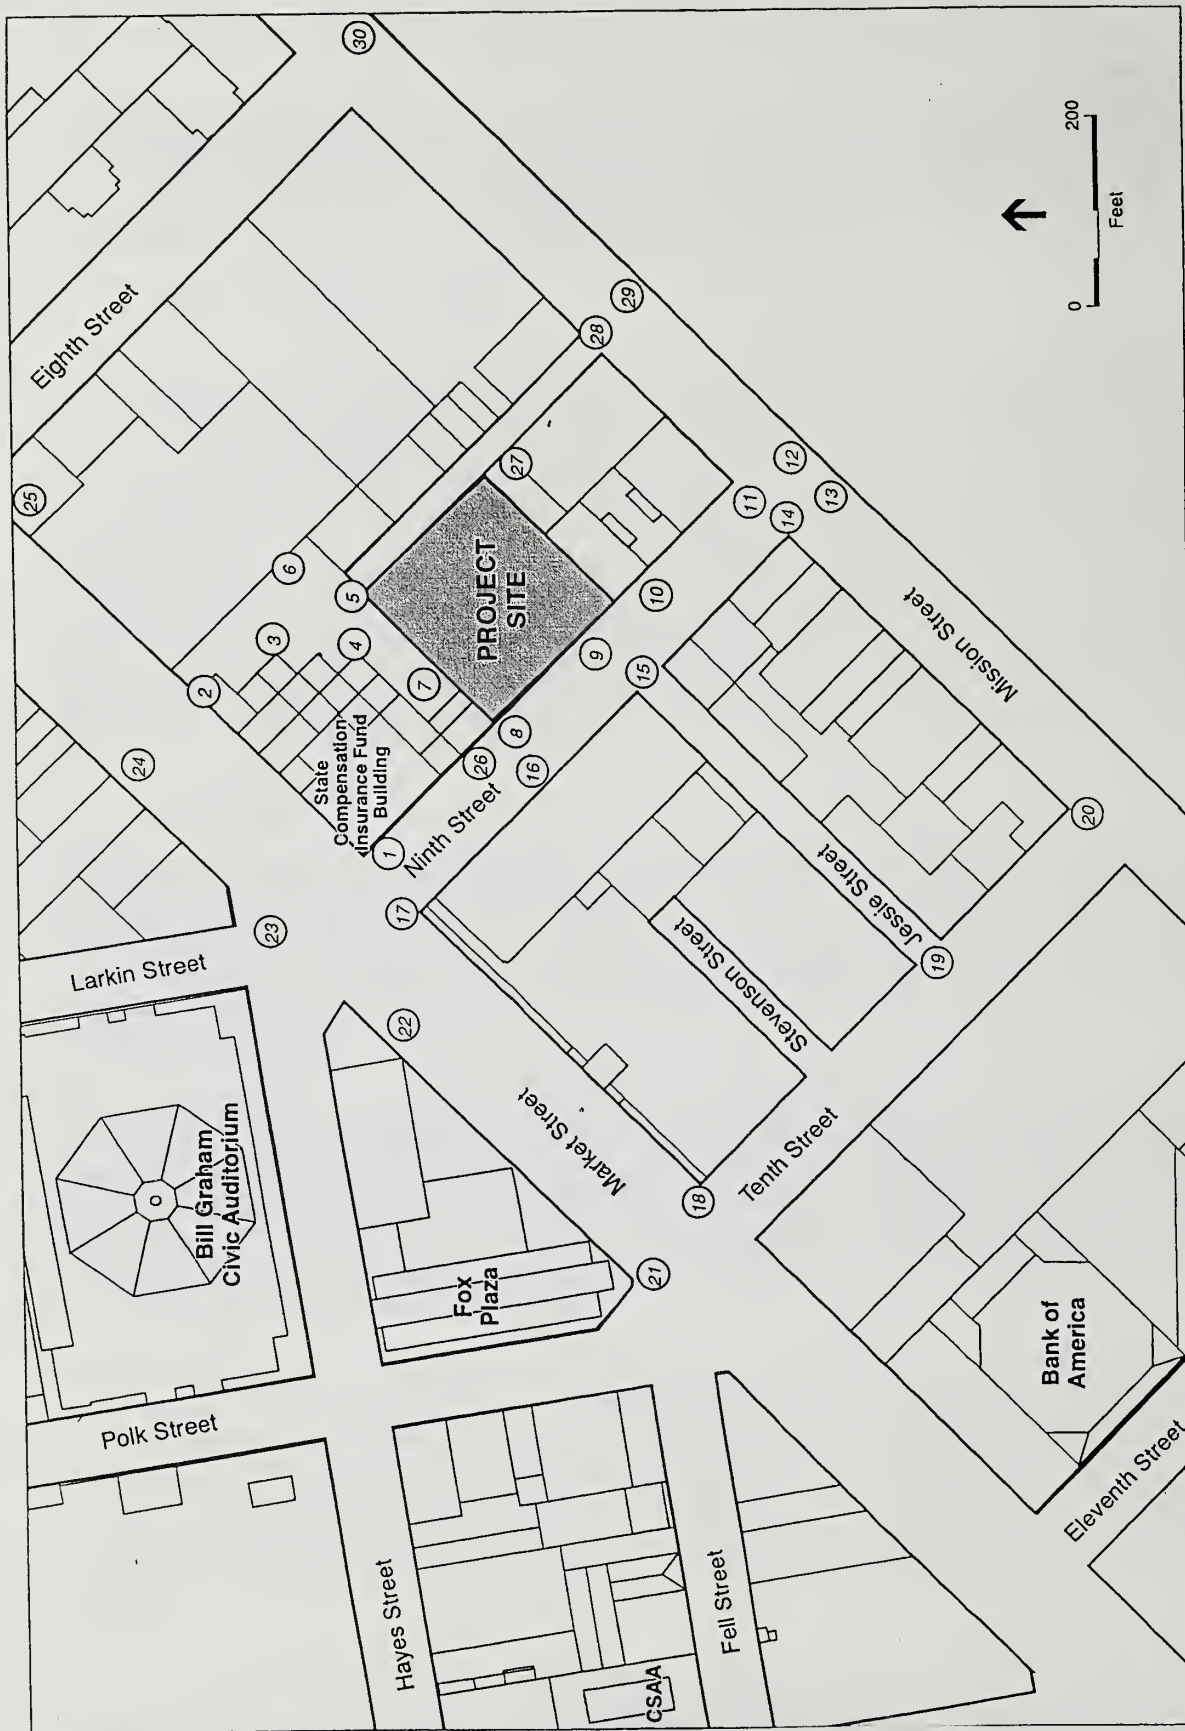 30
Eighth Street
25
6
5
28
29
27
3
2
4
PROJECT
SITE
7
24
State
Compensation
Insurance Fund
Building
26
8
16
9
10
15
11
12
14
13
200
0
Feet
1
Ninth Street
17
23
Larkin Street
22
Mission Street
20
Jessie Street
19
Stevenson Street
Market Street
18
Tenth Street
21
Bill Graham
Civic Auditorium
Fox
Plaza
Polk Street
Bank of
America
Eleventh Street
Hayes Street
Fell Street
CSAA